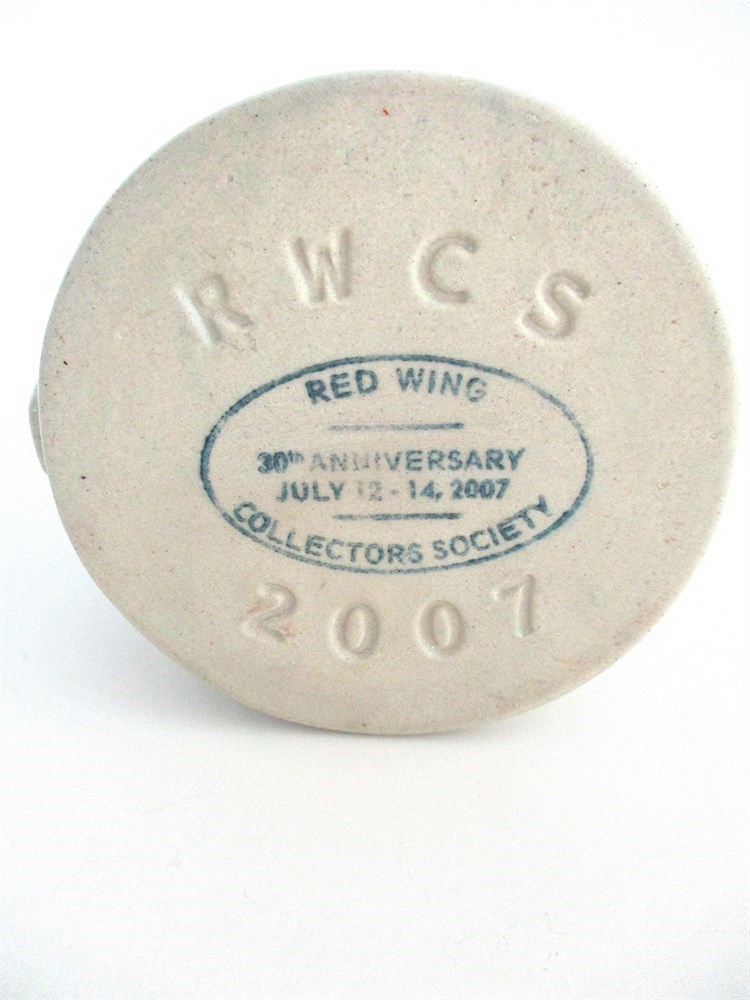 RWCS
RED WING
30th ANNIVERSARY
JULY 12 - 14, 2007
COLLECTORS SOCIETY
2007